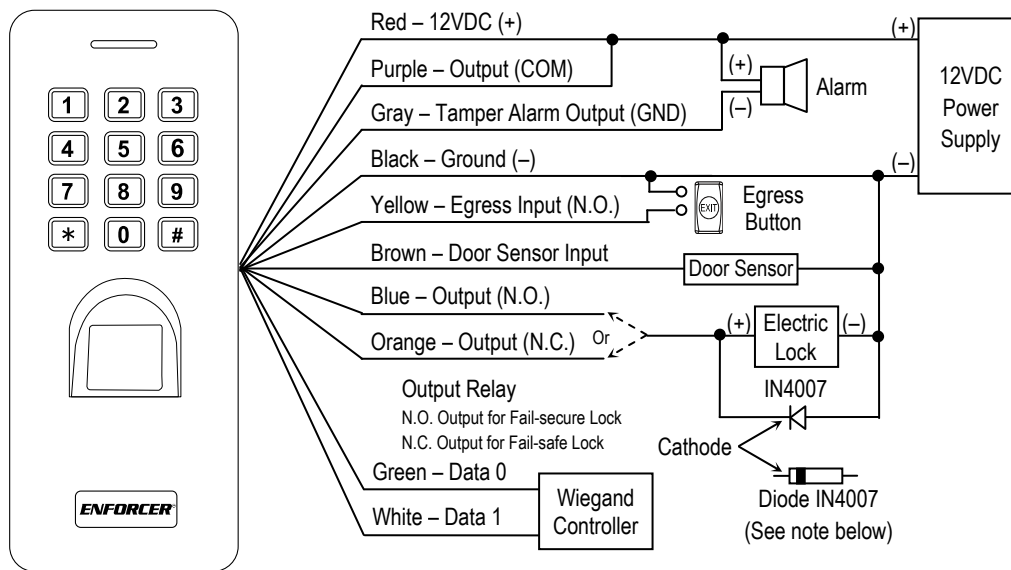 1 2 3
4 5 6
7 8 9
* 0 #
ENFORCER®
Red – 12VDC (+)
Purple – Output (COM)
Gray – Tamper Alarm Output (GND)
Black – Ground (–)
Yellow – Egress Input (N.O.)
Brown – Door Sensor Input
Blue – Output (N.O.)
Orange – Output (N.C.)
Or
Output Relay
N.O. Output for Fail-secure Lock
N.C. Output for Fail-safe Lock
Green – Data 0
White – Data 1
Wiegand
Controller
(+)
(–)
Alarm
EXIT
Egress
Button
Door Sensor
(+)
Electric
Lock
(–)
IN4007
Cathode
Diode IN4007
(See note below)
(+)
12VDC
Power
Supply
(–)